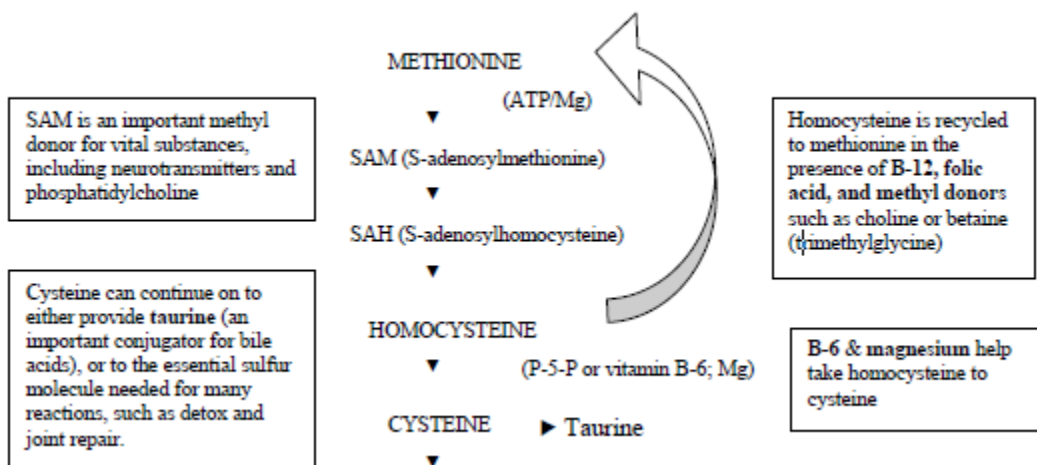 METHIONINE
(ATP/Mg)
SAM is an important methyl
donor for vital substances,
including neurotransmitters and
phosphatidylcholine
▼
SAM (S-adenosylmethionine)
▼
SAH (S-adenosylhomocysteine)
▼
Homocysteine is recycled
to methionine in the
presence of B-12, folic
acid, and methyl donors
such as choline or betaine
(trimethylglycine)
Cysteine can continue on to
either provide taurine (an
important conjugator for bile
acids), or to the essential sulfur
molecule needed for many
reactions, such as detox and
joint repair.
HOMOCYSTEINE
▼
(P-5-P or vitamin B-6; Mg)
B-6 & magnesium help
take homocysteine to
cysteine
CYSTEINE ► Taurine
▼